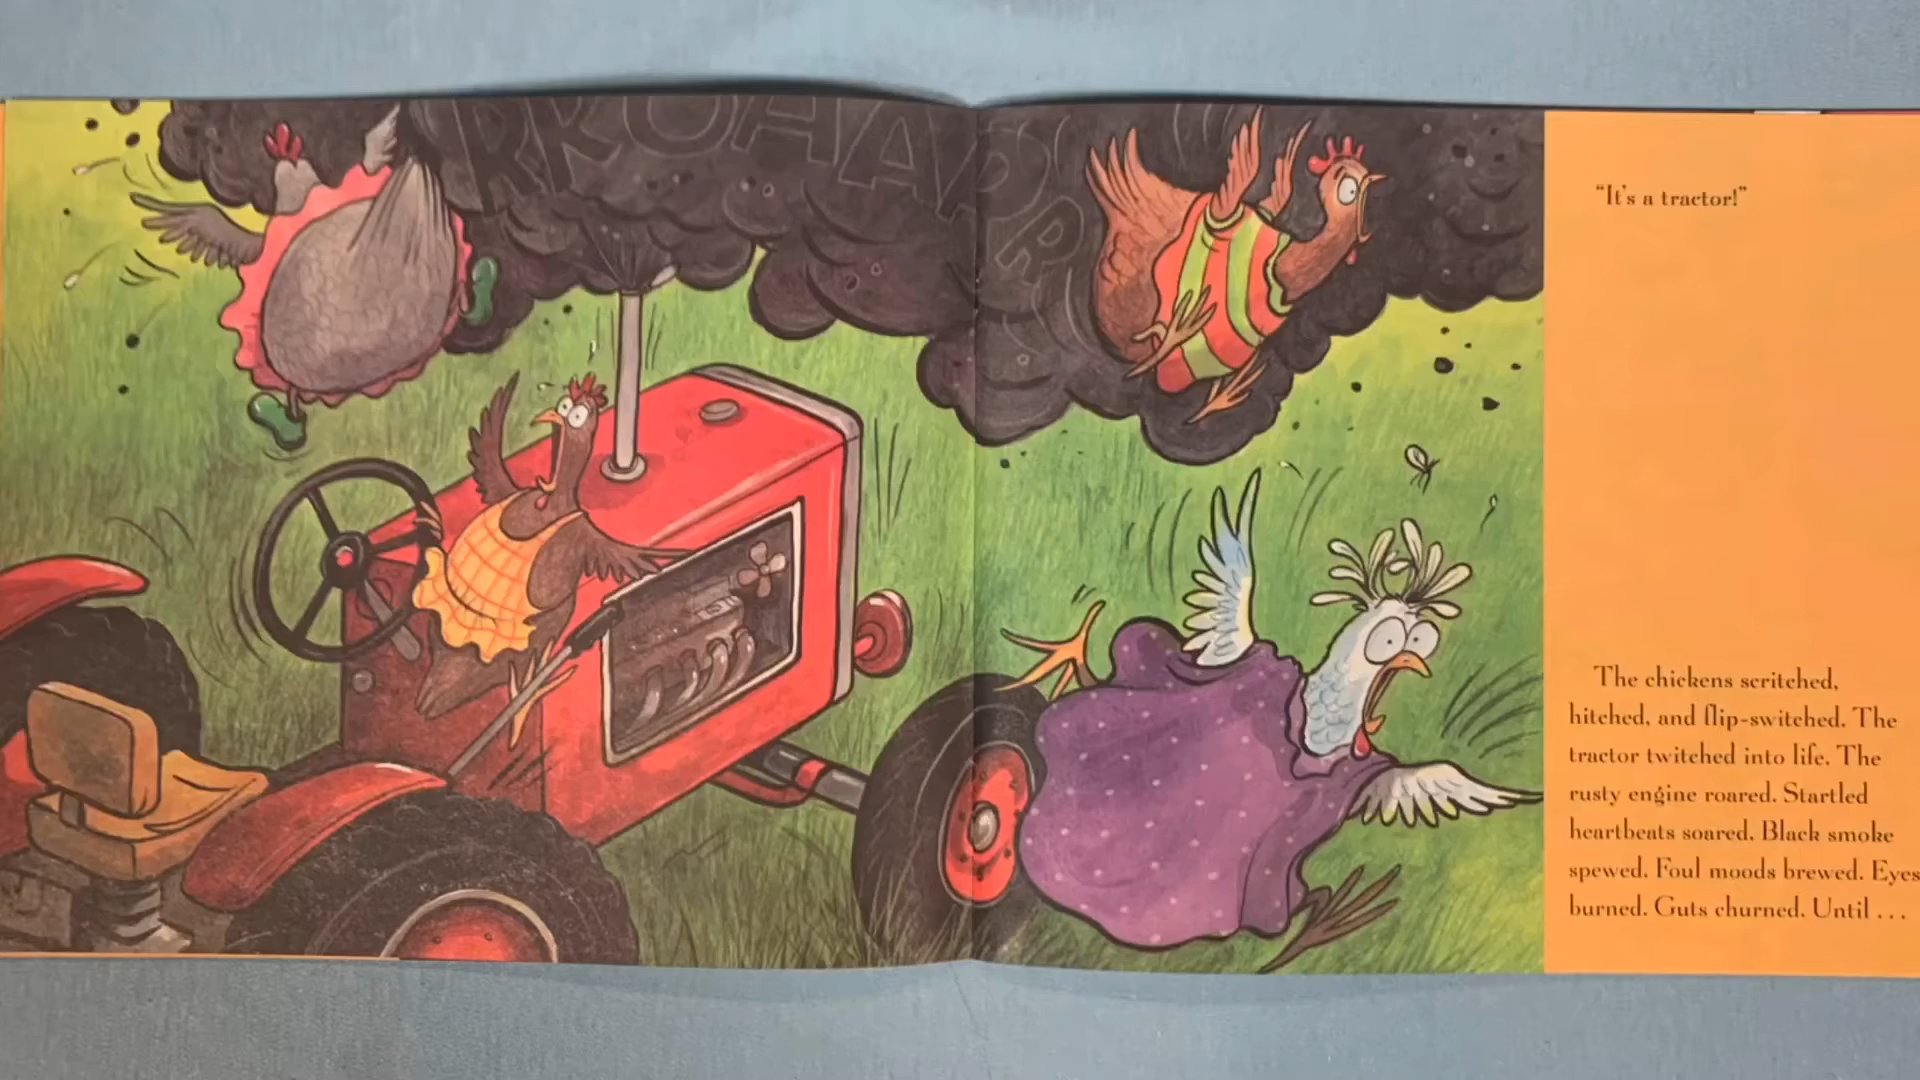 RROHARR
"It's a tractor!"
The chickens scritched,
hitched, and flip-switched. The
tractor twitched into life. The
rusty engine roared. Startled
heartbeats soared. Black smoke
spewed. Foul moods brewed. Eyes
burned. Guts churned. Until . . .